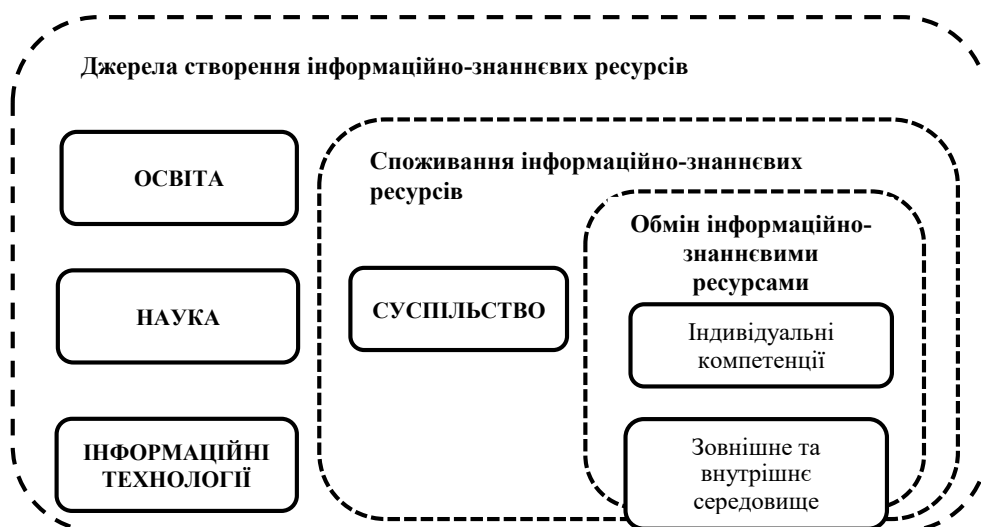 Джерела створення інформаційно-знаннєвих ресурсів
ОСВІТА
НАУКА
ІНФОРМАЦІЙНІ
ТЕХНОЛОГІЇ
Споживання інформаційно-знаннєвих
ресурсів
СУСПІЛЬСТВО
Обмін інформаційно-
знаннєвими
ресурсами
Індивідуальні
компетенції
Зовнішне та
внутрішнє
середовище